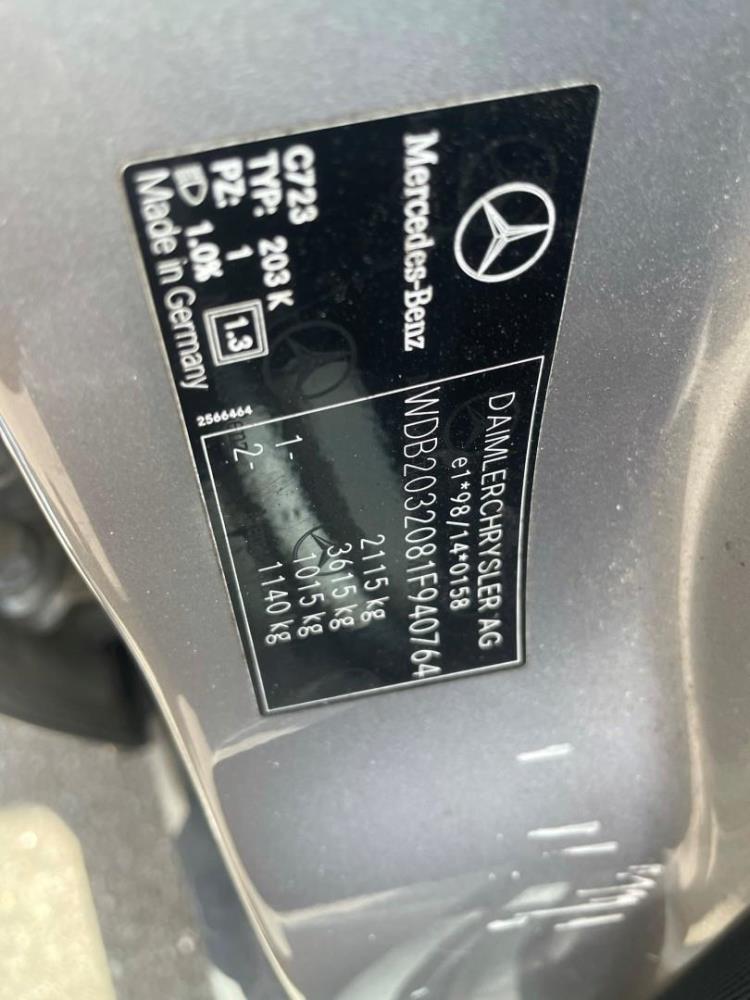 Mercedes-Benz
DAIMLERCHRYSLER AG
e1*98/14*0158
WDB2032081F940764
2115 kg
3615 kg
1- 1015 kg
2- 1140 kg
C723
TYP: 203 K
PZ: 1
1.0%
1.3
Made in Germany
2566464